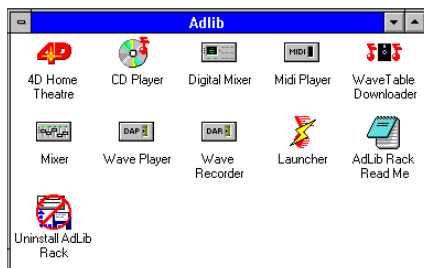 Adlib
4D
MIDI
4D Home
Theatre
CD Player
Digital Mixer
Midi Player
WaveTable
Downloader
DAP
DAR
Mixer
Wave Player
Wave
Recorder
Launcher
AdLib Rack
Read Me
Uninstall AdLib
Rack